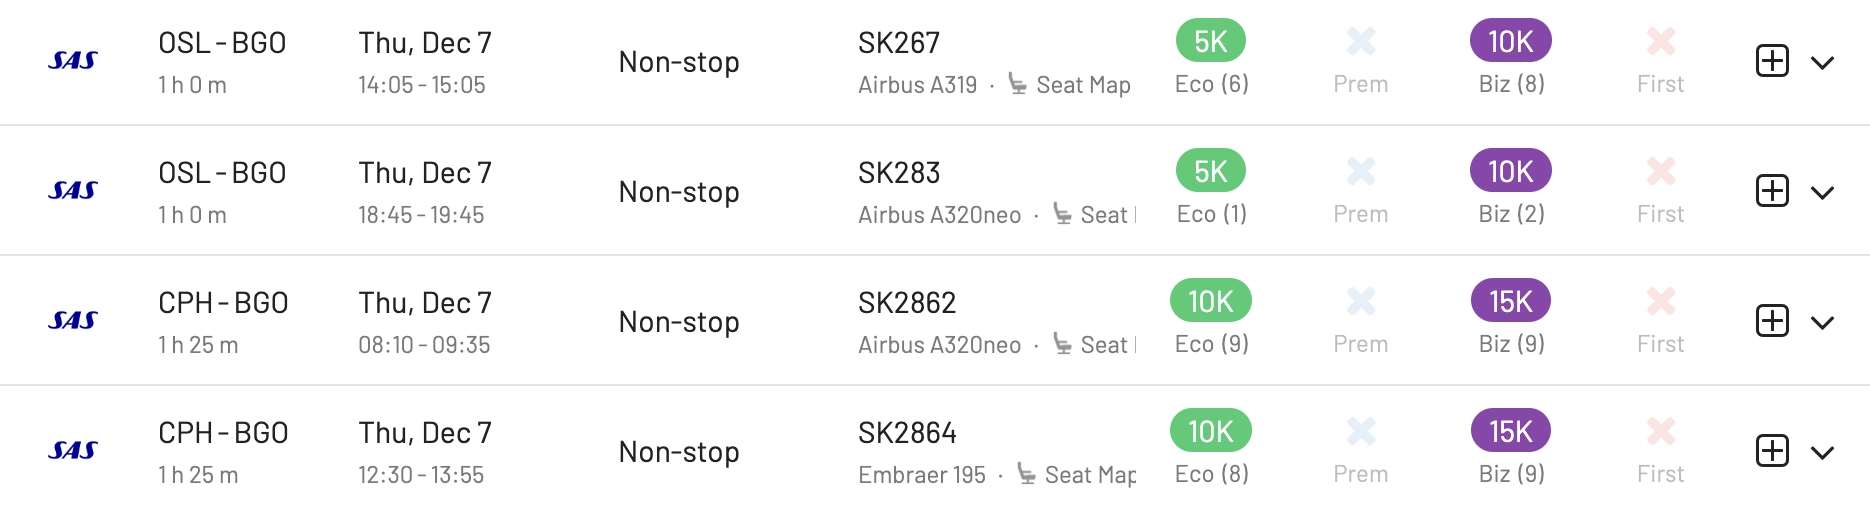 SAS OSL - BGO Thu, Dec 7 Non-stop SK267 5K 10K
1 h 0 m 14:05 - 15:05 Airbus A319 · Seat Map Eco (6) Prem Biz (8) First
SAS OSL - BGO Thu, Dec 7 Non-stop SK283 5K 10K
1 h 0 m 18:45 - 19:45 Airbus A320neo · Seat Eco (1) Prem Biz (2) First
SAS CPH - BGO Thu, Dec 7 Non-stop SK2862 10K 15K
1 h 25 m 08:10 - 09:35 Airbus A320neo · Seat Eco (9) Prem Biz (9) First
SAS CPH - BGO Thu, Dec 7 Non-stop SK2864 10K 15K
1 h 25 m 12:30 - 13:55 Embraer 195 · Seat Map Eco (8) Prem Biz (9) First